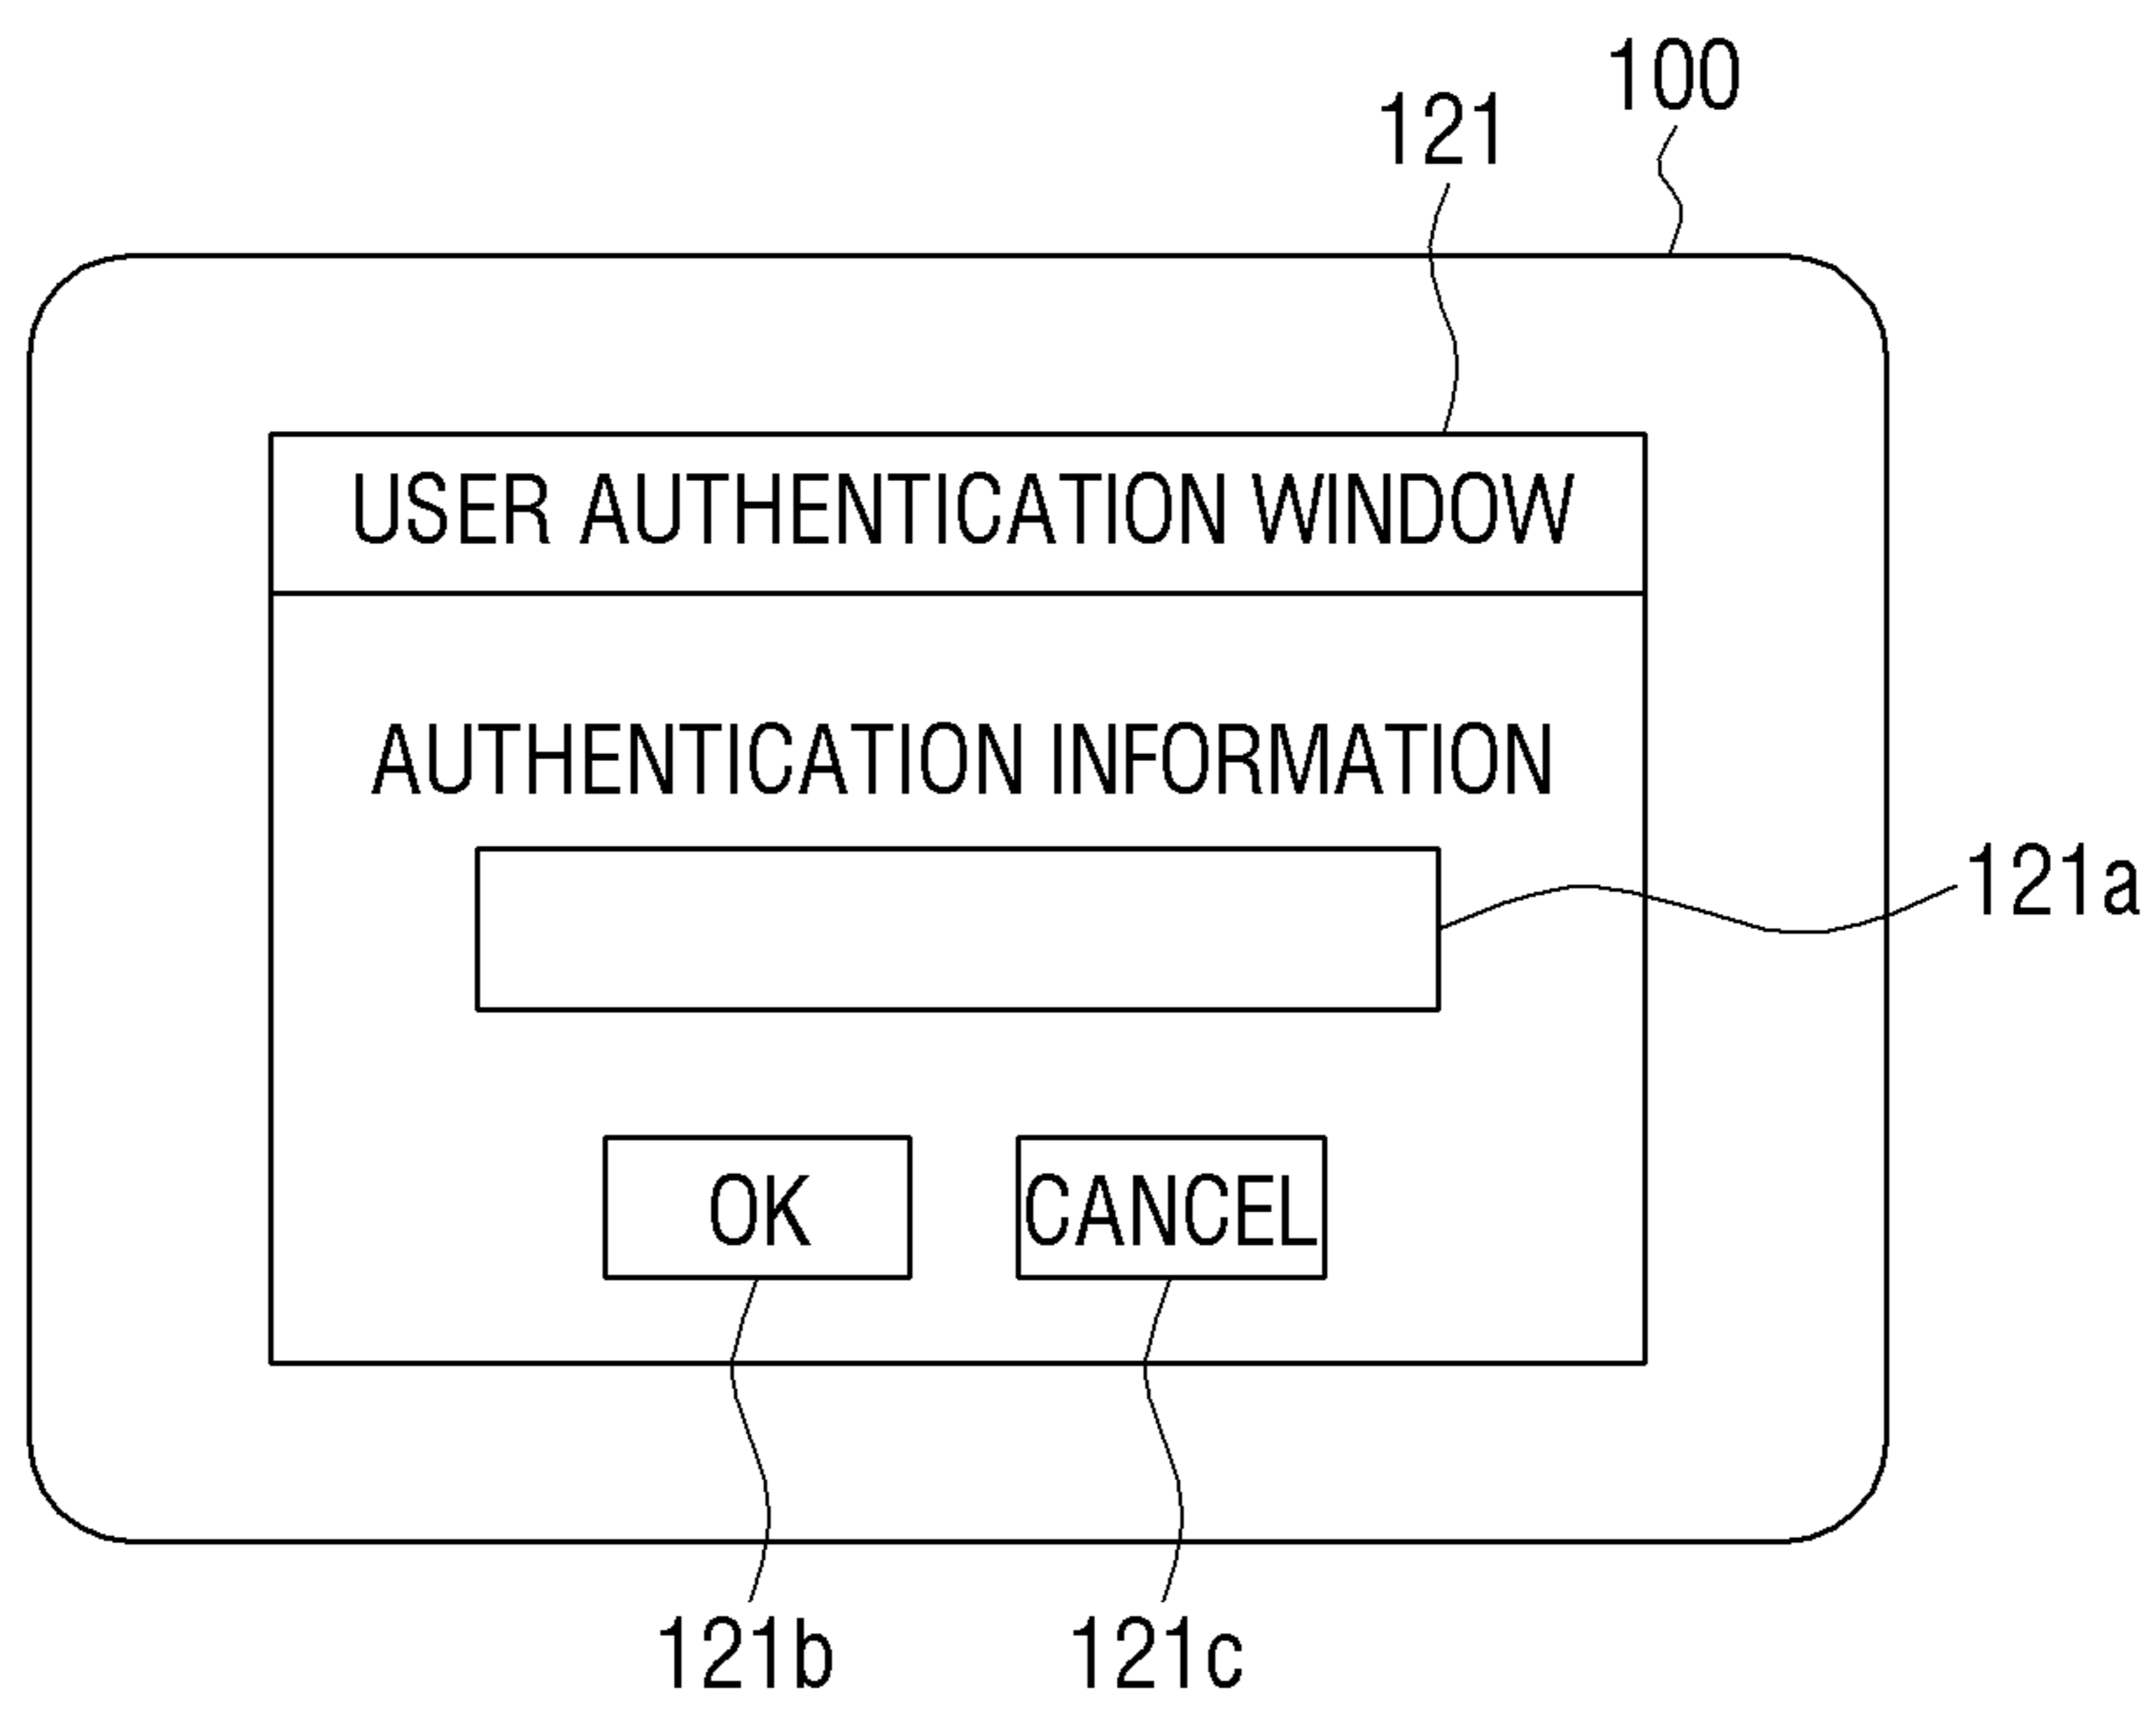 100
121
USER AUTHENTICATION WINDOW
AUTHENTICATION INFORMATION
121a
OK
CANCEL
121b
121c